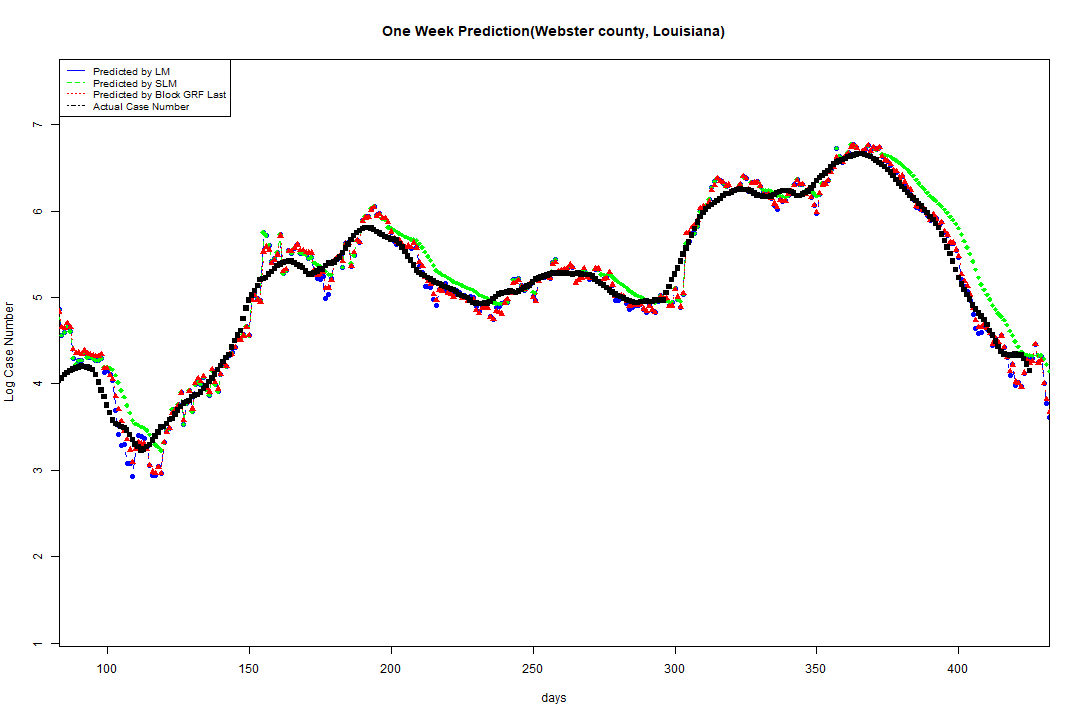 One Week Prediction(Webster county, Louisiana)
Predicted by LM
Predicted by SLM
Predicted by Block GRF Last
Actual Case Number
Log Case Number
7
6
5
4
3
2
1
100 150 200 250 300 350 400
days